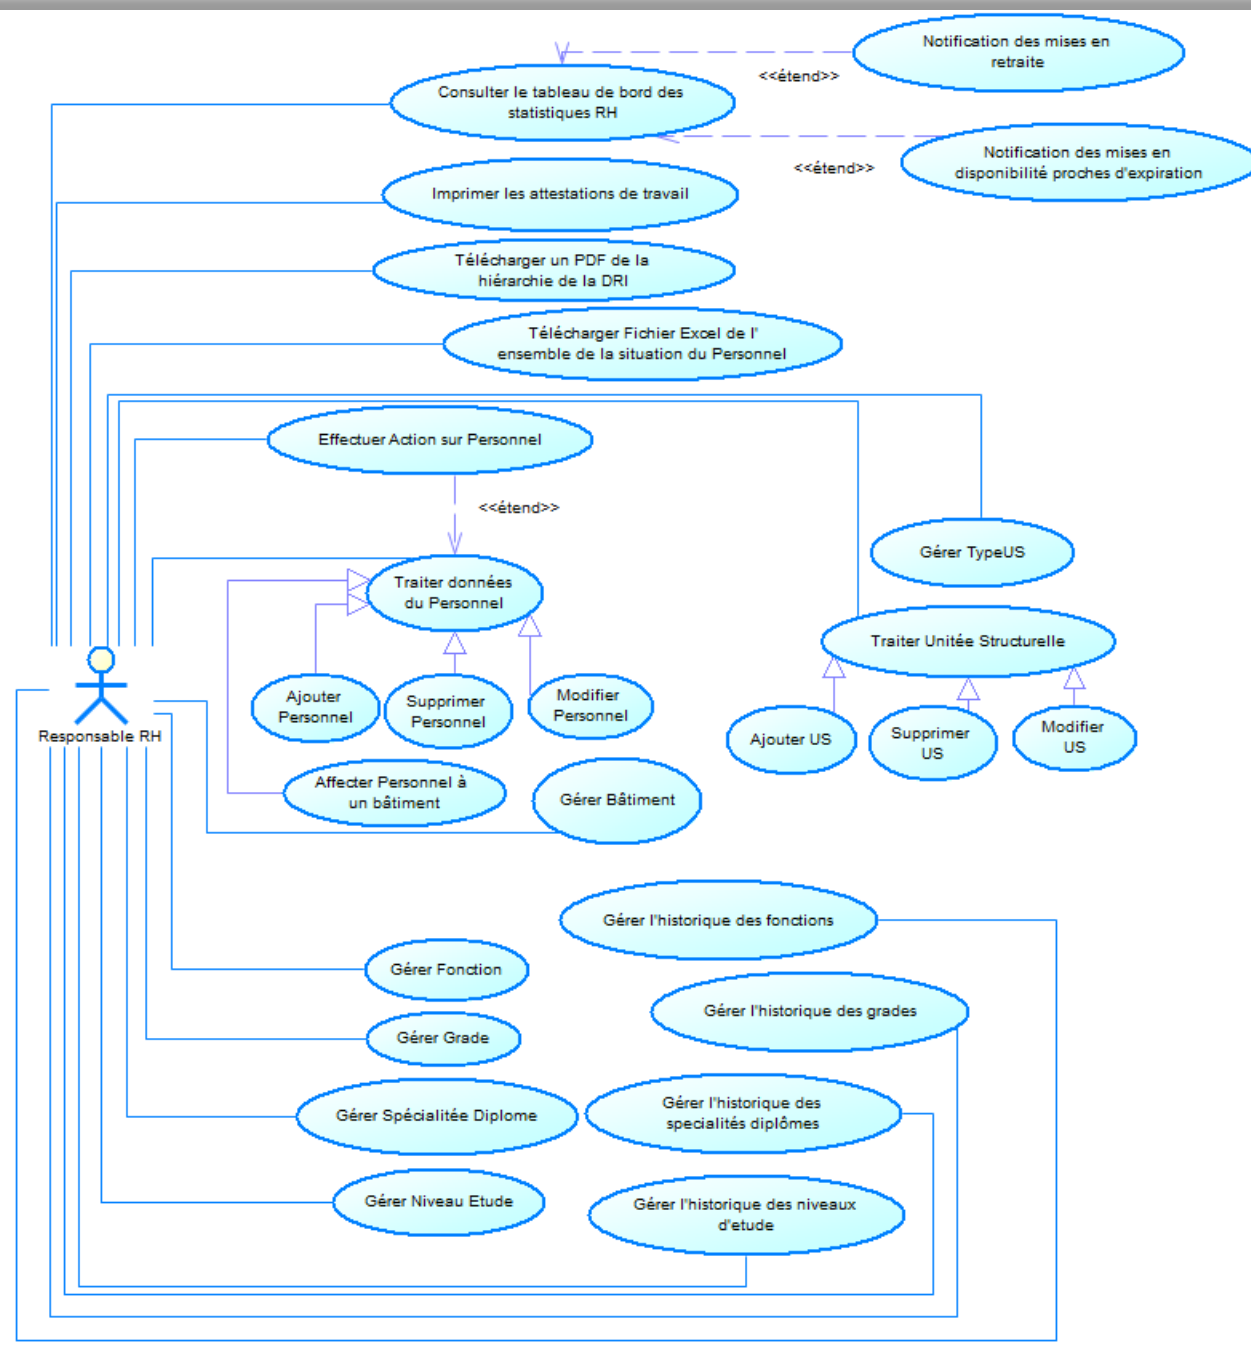 Notification des mises en
retraite
<<étend>>
Consulter le tableau de bord des
statistiques RH
Notification des mises en
disponibilité proches d'expiration
<<étend>>
Imprimer les attestations de travail
Télécharger un PDF de la
hiérarchie de la DRI
Télécharger Fichier Excel de l'
ensemble de la situation du Personnel
Effectuer Action sur Personnel
<<étend>>
Gérer TypeUS
Traiter données
du Personnel
Traiter Unitée Structurelle
Ajouter
Personnel
Supprimer
Personnel
Modifier
Personnel
Responsable RH
Ajouter US
Supprimer
US
Modifier
US
Affecter Personnel à
un bâtiment
Gérer Bâtiment
Gérer l'historique des fonctions
Gérer Fonction
Gérer l'historique des grades
Gérer Grade
Gérer Spécialitée Diplome
Gérer l'historique des
specialités diplômes
Gérer Niveau Etude
Gérer l'historique des niveaux
d'etude